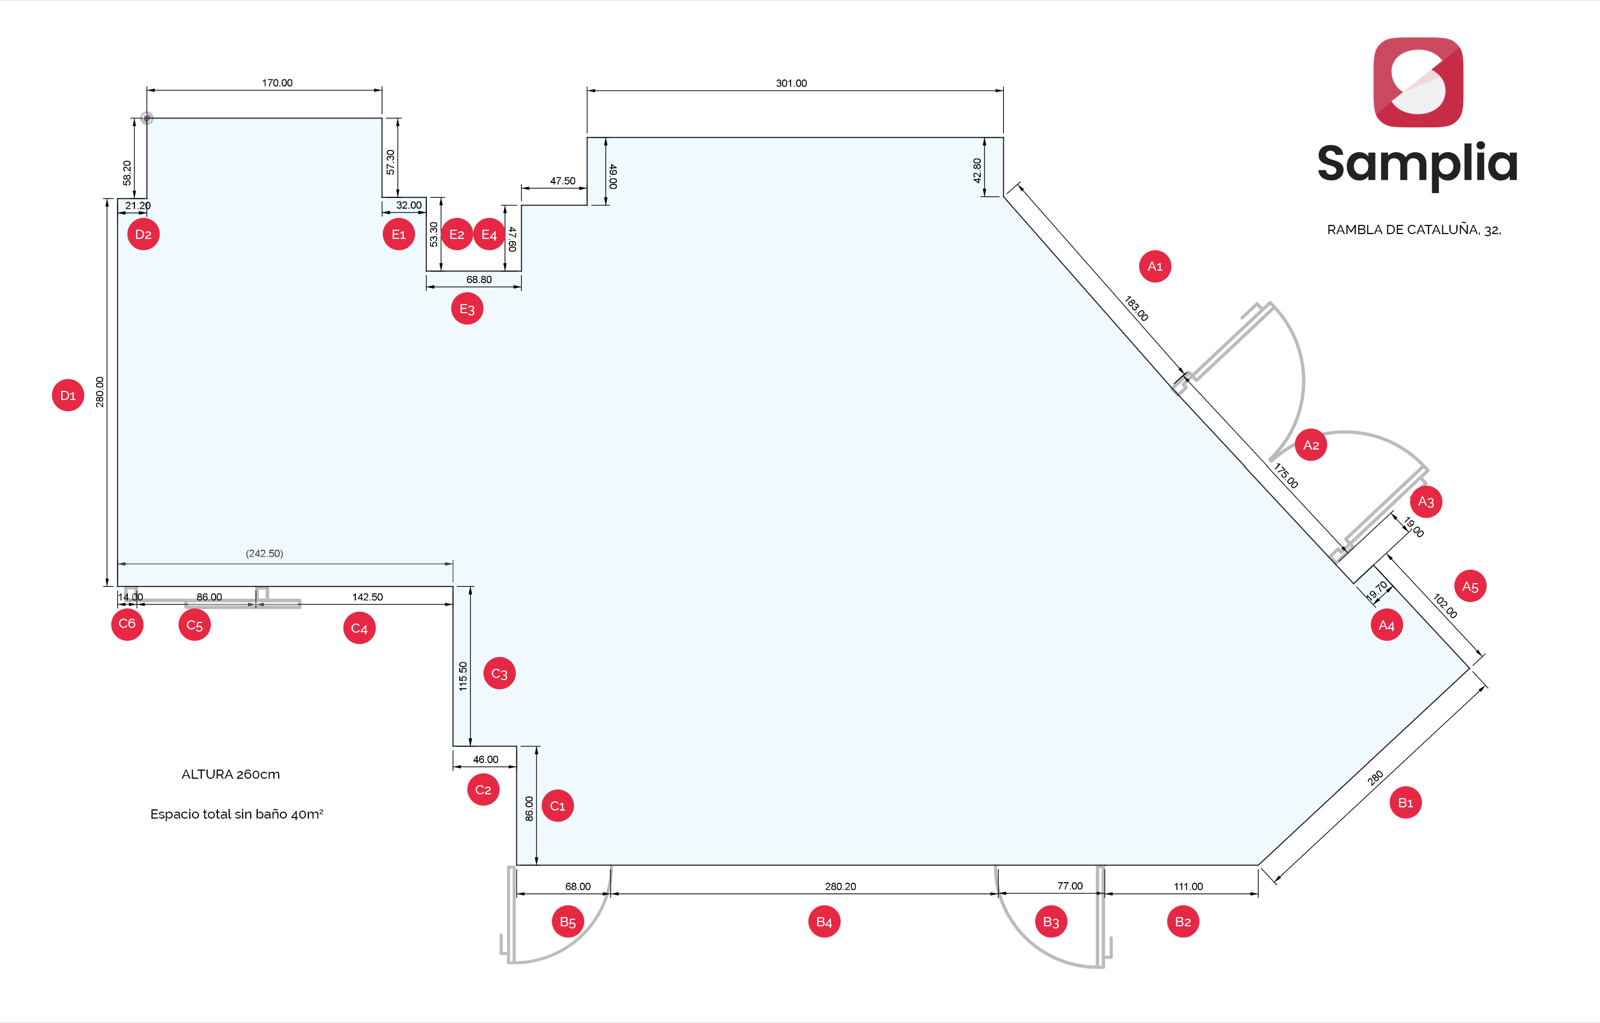 Samplia
RAMBLA DE CATALUÑA, 32,
170.00
301.00
58.20
57.30
47.50
49.00
42.80
21.20
32.00
D2
E1
53.30
E2
E4
47.60
68.80
E3
A1
183.00
D1
280.00
A2
175.00
A3
19.00
(242.50)
14.00
86.00
142.50
C6
C5
C4
19.70
A4
102.00
A5
115.50
C3
46.00
C2
86.00
C1
280
B1
ALTURA 260cm
Espacio total sin baño 40m²
68.00
280.20
77.00
111.00
B5
B4
B3
B2